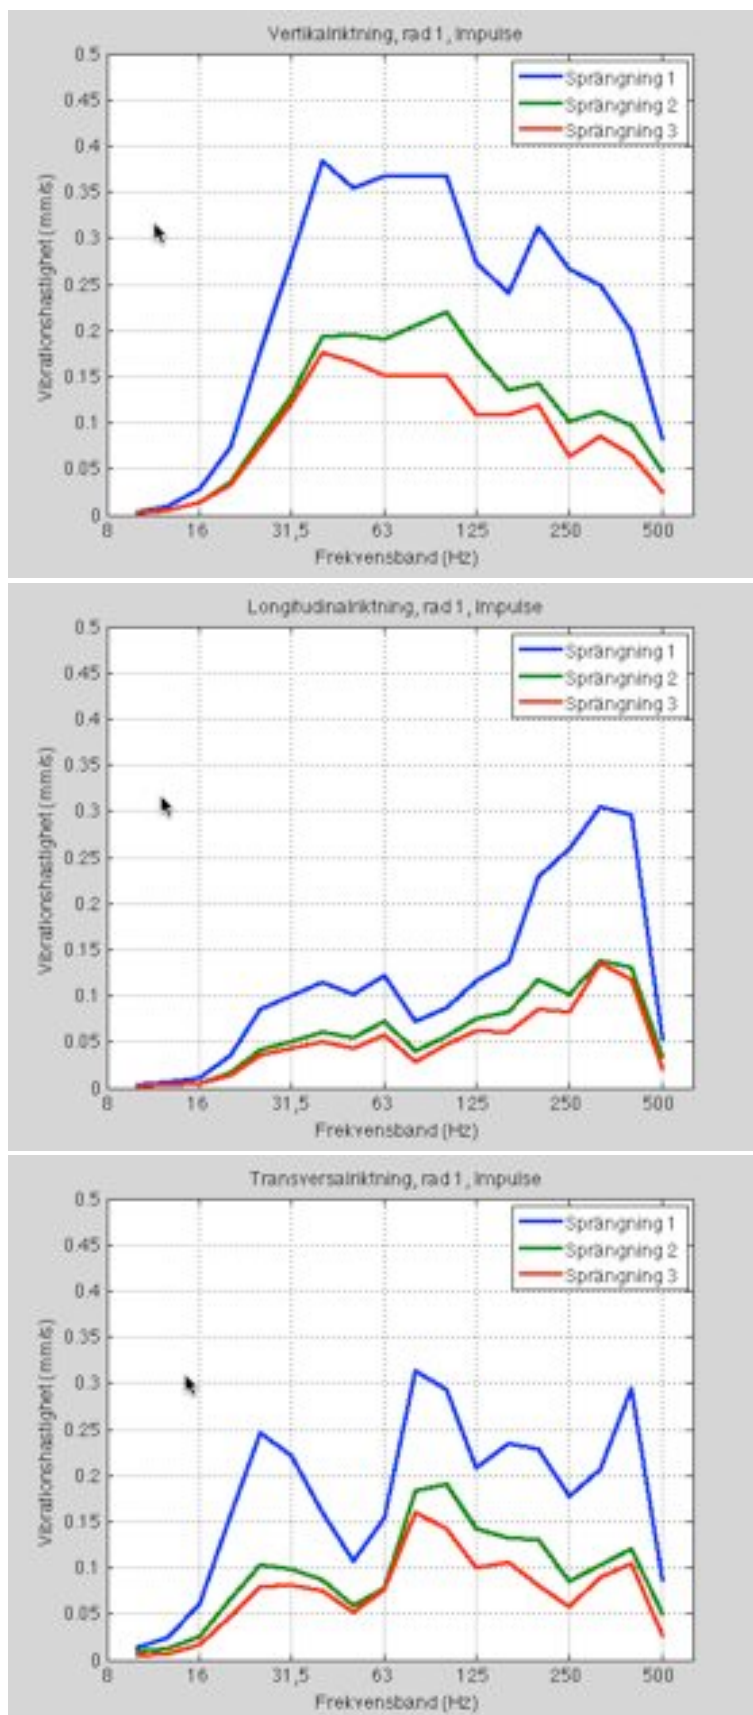 Vertikalriktning, rad 1, Impulse
0.5
0.45
0.4
0.35
0.3
0.25
0.2
0.15
0.1
0.05
0
Vibrationshastighet (mm/s)
Sprängning 1
Sprängning 2
Sprängning 3
8 16 31,5 63 125 250 500
Frekvensband (Hz)
Longitudinalriktning, rad 1, Impulse
0.5
0.45
0.4
0.35
0.3
0.25
0.2
0.15
0.1
0.05
0
Vibrationshastighet (mm/s)
Sprängning 1
Sprängning 2
Sprängning 3
8 16 31,5 63 125 250 500
Frekvensband (Hz)
Transversalriktning, rad 1, Impulse
0.5
0.45
0.4
0.35
0.3
0.25
0.2
0.15
0.1
0.05
0
Vibrationshastighet (mm/s)
Sprängning 1
Sprängning 2
Sprängning 3
8 16 31,5 63 125 250 500
Frekvensband (Hz)